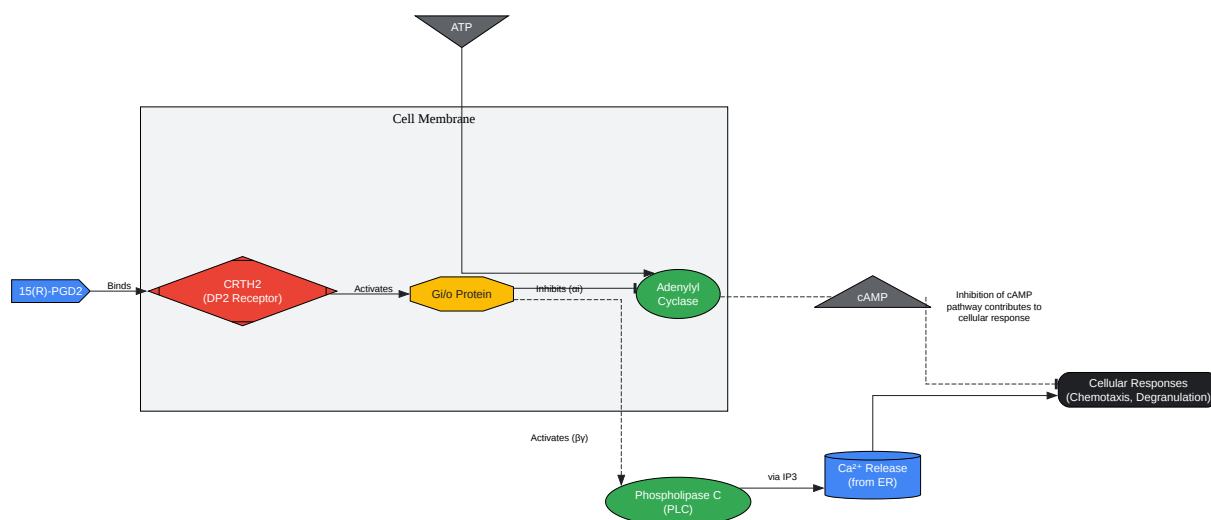 ATP
Cell Membrane
15(R)-PGD2
Binds
CRTH2
(DP2 Receptor)
Activates
Gi/o Protein
Inhibits (αi)
Adenylyl
Cyclase
cAMP
Inhibition of cAMP
pathway contributes to
cellular response
Cellular Responses
(Chemotaxis, Degranulation)
Activates (βγ)
Phospholipase C
(PLC)
via IP3
Ca²⁺ Release
(from ER)